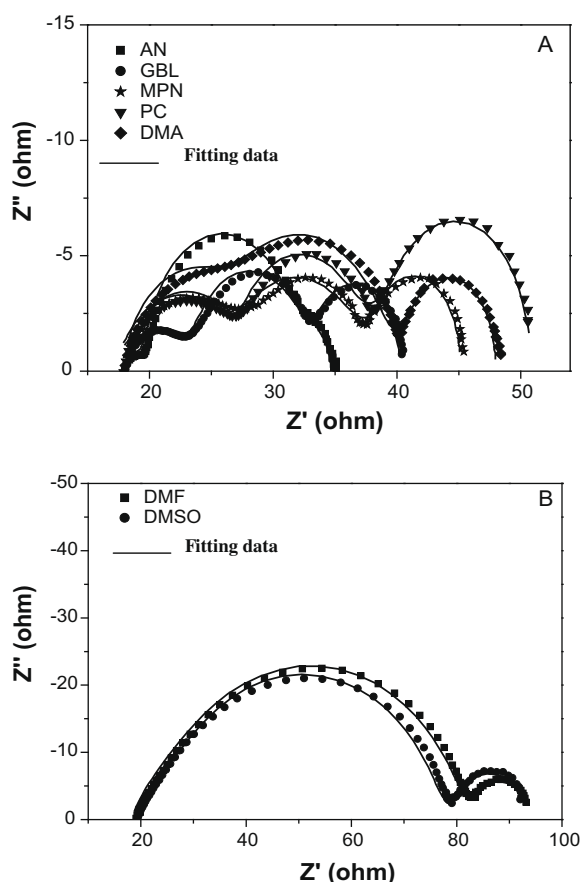 A
-15
AN
GBL
MPN
PC
DMA
Fitting data
-10
Z'' (ohm)
-5
0
20
30
40
50
Z' (ohm)
B
-50
DMF
DMSO
Fitting data
-40
-30
Z'' (ohm)
-20
-10
0
20
40
60
80
100
Z' (ohm)